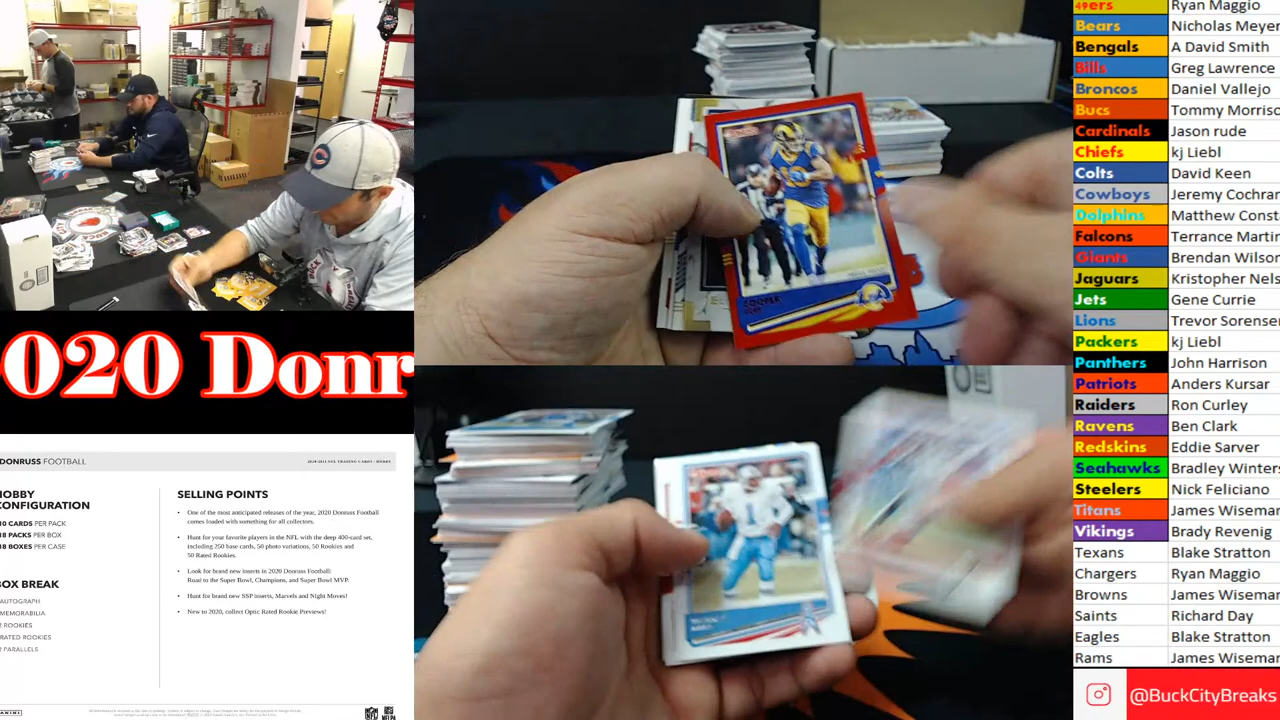 020 Donr
DONRUSS FOOTBALL
HOBBY
CONFIGURATION
10 CARDS PER PACK
18 PACKS PER BOX
18 BOXES PER CASE
BOX BREAK
AUTOGRAPH
MEMORABILIA
ROOKIES
RATED ROOKIES
PARALLELS
PANINI
SELLING POINTS
• One of the most anticipated releases of the year, 2020 Donruss Football
comes loaded with something for all collectors.
• Hunt for your favorite players in the NFL with the deep 400-card set,
including 250 base cards, 50 photo variations, 50 Rookies and
50 Rated Rookies.
• Look for brand new inserts in 2020 Donruss Football:
Road to the Super Bowl, Champions, and Super Bowl MVP.
• Hunt for brand new SSP inserts, Marvels and Night Moves!
• New to 2020, collect Optic Rated Rookie Previews!
NFL
COOPER
49ers Ryan Maggio
Bears Nicholas Meyer
Bengals A David Smith
Bills Greg Lawrence
Broncos Daniel Vallejo
Bucs Tommy Morriso
Cardinals Jason rude
Chiefs kj Liebl
Colts David Keen
Cowboys Jeremy Cochran
Dolphins Matthew Const
Falcons Terrance Martin
Giants Brendan Wilson
Jaguars Kristopher Nels
Jets Gene Currie
Lions Trevor Sorensen
Packers kj Liebl
Panthers John Harrison
Patriots Anders Kursar
Raiders Ron Curley
Ravens Ben Clark
Redskins Eddie Sarver
Seahawks Bradley Winters
Steelers Nick Feliciano
Titans James Wiseman
Vikings Brady Revenig
Texans Blake Stratton
Chargers Ryan Maggio
Browns James Wiseman
Saints Richard Day
Eagles Blake Stratton
Rams James Wiseman
@BuckCityBreaks